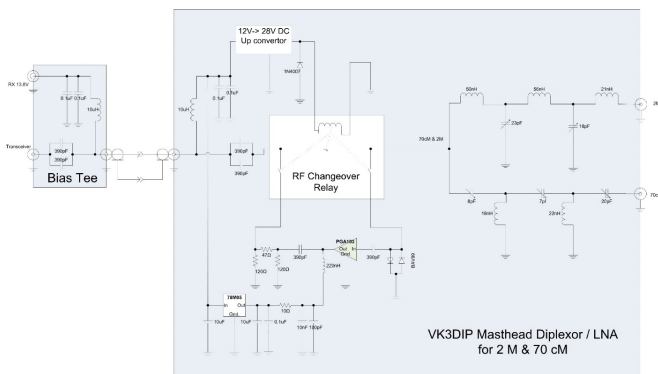 RX 13.8V
0.1uF
0.1uF
10uH
Transceiver
390pF
390pF
Bias Tee
12V-> 28V DC
Up convertor
1N4007
0.1uF
0.1uF
10uH
390pF
390pF
RF Changeover
Relay
PGA103
Out
In
Gnd
47Ω
390pF
390pF
BAV99
120Ω
120Ω
220nH
78M05
In
Out
Gnd
10Ω
10uF
10uF
0.1uF
10nF
100pF
50nH
50nH
21nH
23pF
18pF
70cM & 2M
8pF
7pf
20pF
16nH
22nH
70c
VK3DIP Masthead Diplexor / LNA
for 2 M & 70 cM